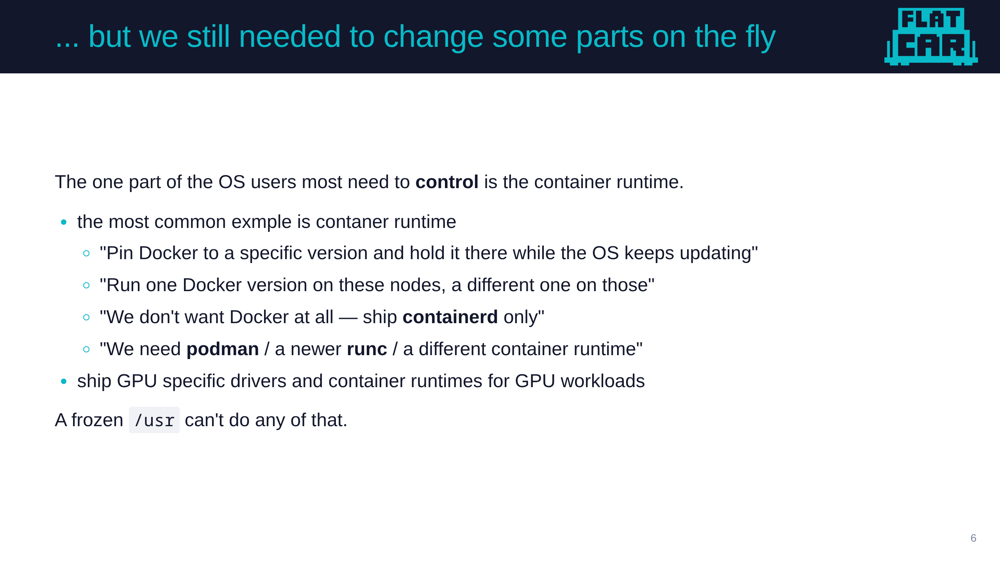 ... but we still needed to change some parts on the fly
FLAT
CAR
The one part of the OS users most need to control is the container runtime.
• the most common exmple is contaner runtime
○ "Pin Docker to a specific version and hold it there while the OS keeps updating"
○ "Run one Docker version on these nodes, a different one on those"
○ "We don't want Docker at all — ship containerd only"
○ "We need podman / a newer runc / a different container runtime"
• ship GPU specific drivers and container runtimes for GPU workloads
A frozen /usr can't do any of that.
6